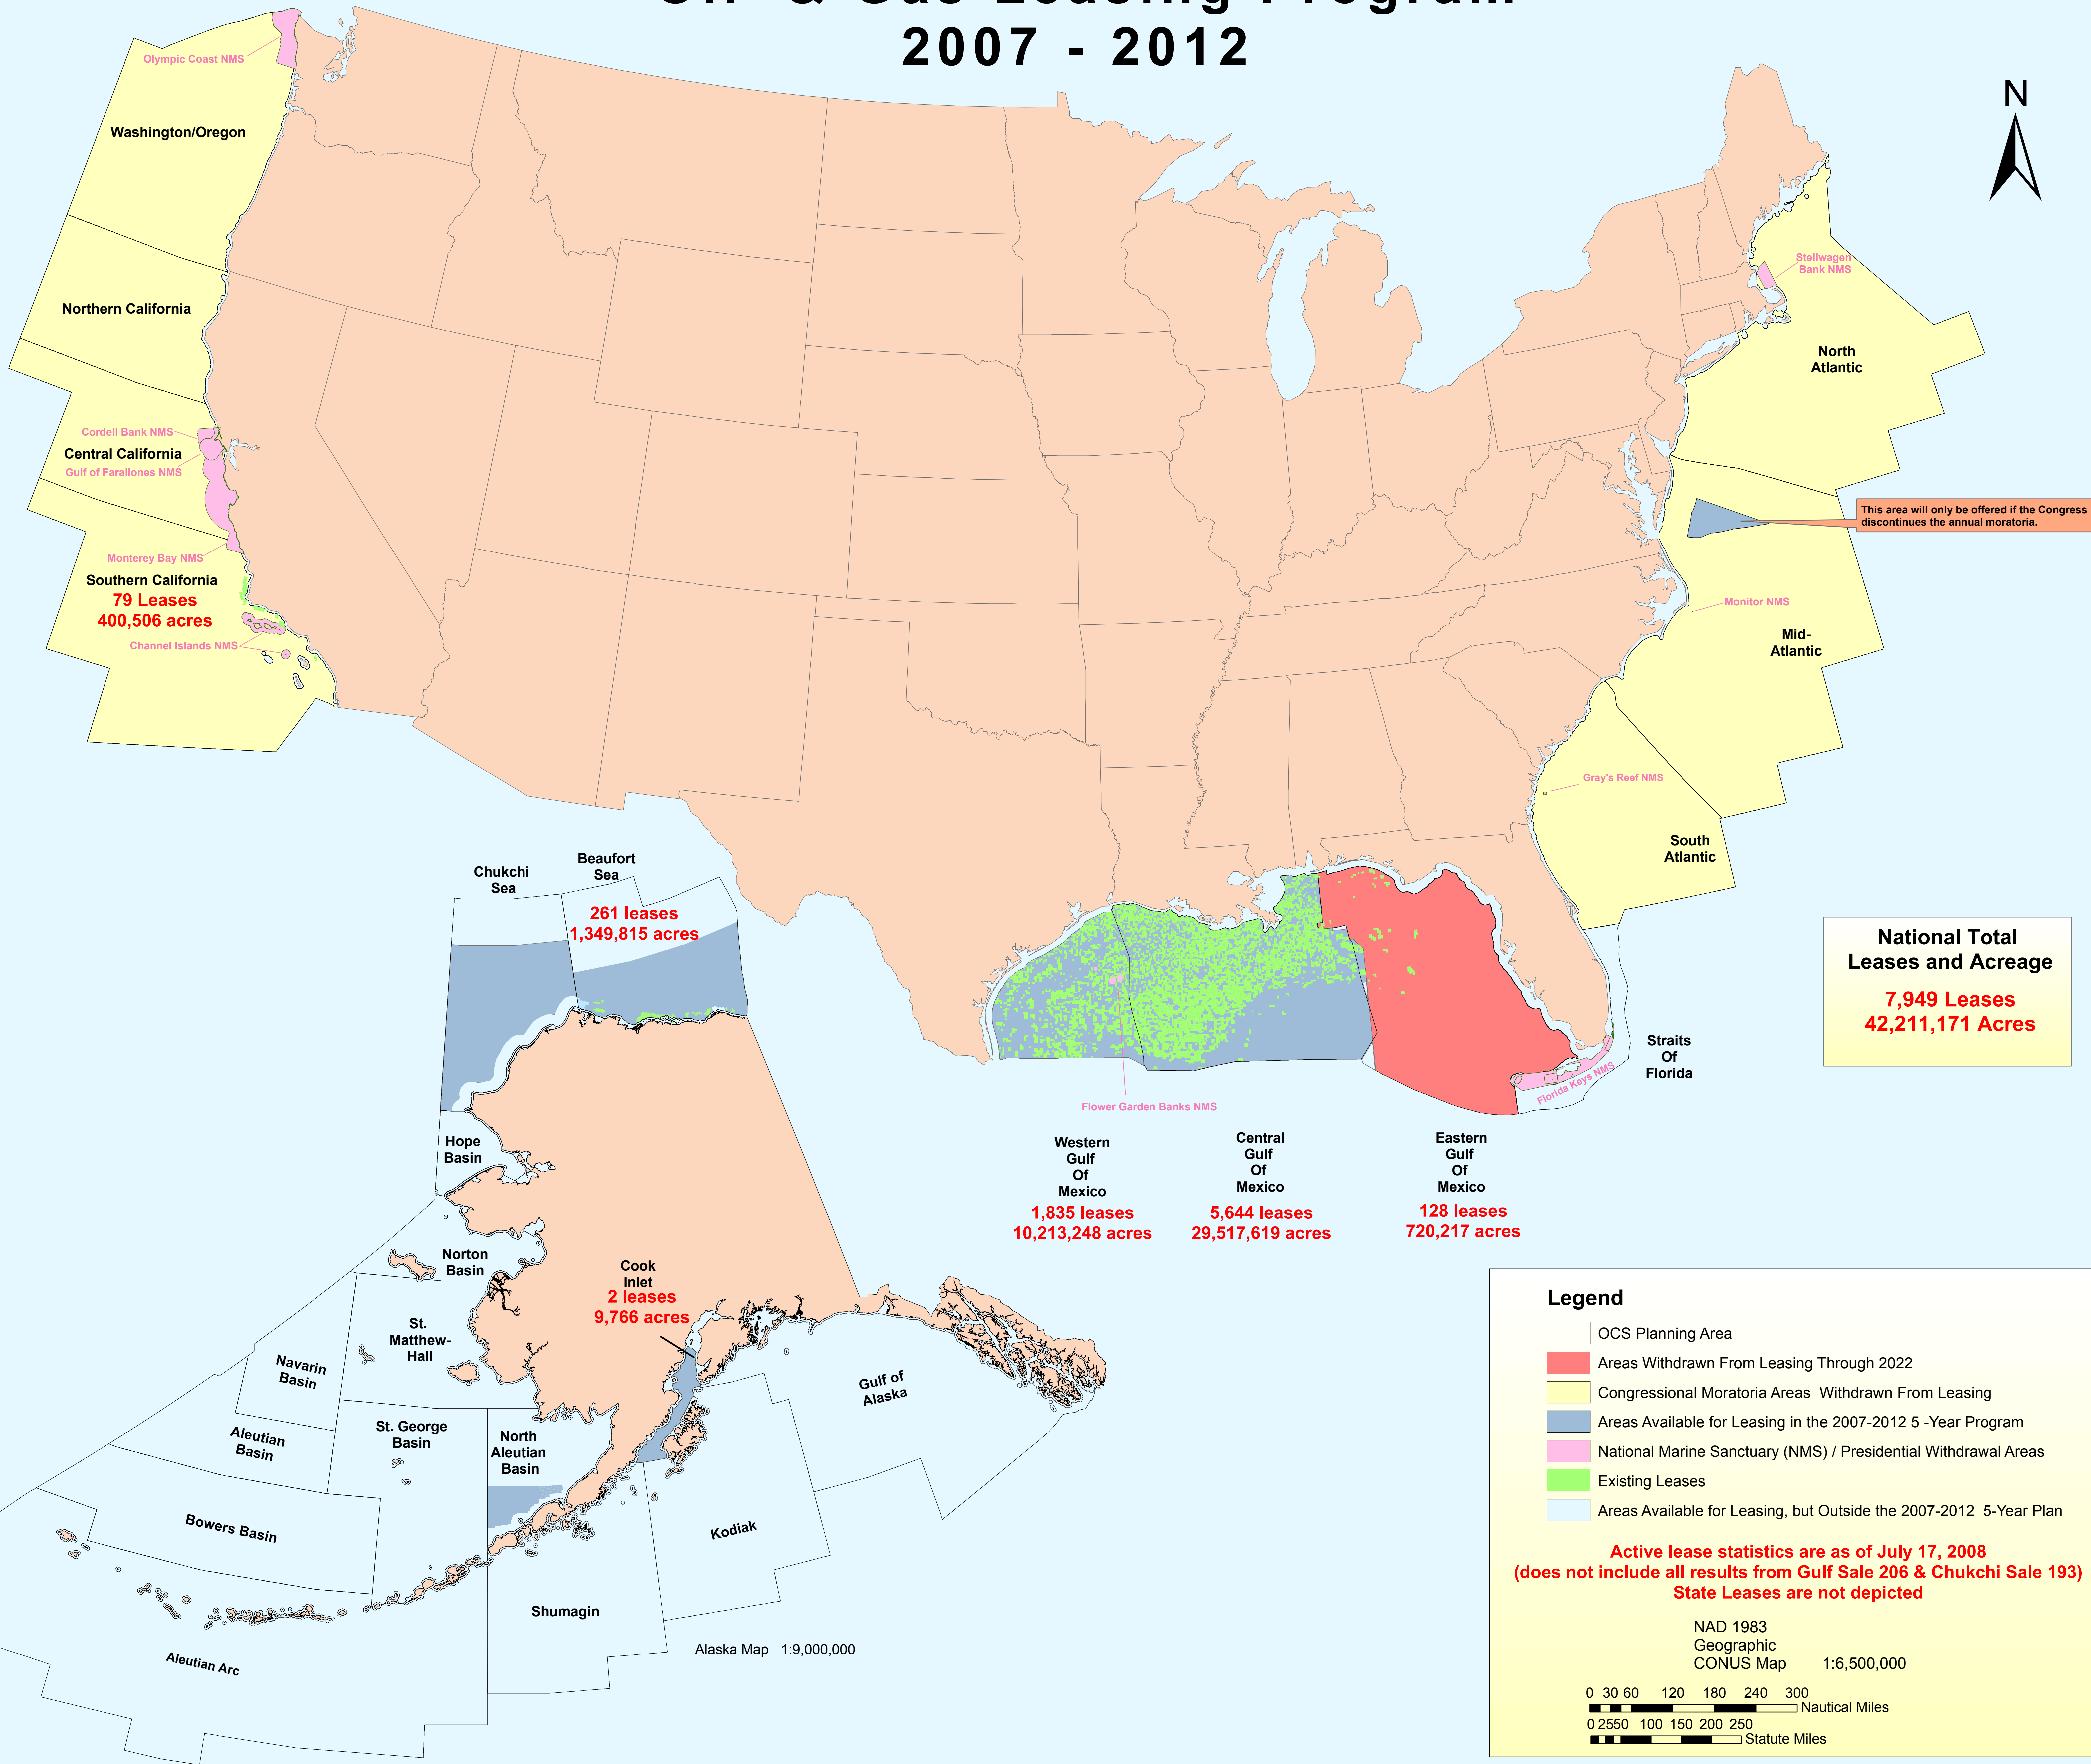 Oil & Gas Leasing Program
2007 - 2012
N
Olympic Coast NMS
Washington/Oregon
Northern California
Cordell Bank NMS
Central California
Gulf of Farallones NMS
Monterey Bay NMS
Southern California
79 Leases
400,506 acres
Channel Islands NMS
Stellwagen
Bank NMS
North
Atlantic
This area will only be offered if the Congress
discontinues the annual moratoria.
Monitor NMS
Mid-
Atlantic
Gray's Reef NMS
South
Atlantic
National Total
Leases and Acreage
7,949 Leases
42,211,171 Acres
Straits
Of
Florida
Florida Keys NMS
Flower Garden Banks NMS
Western
Gulf
Of
Mexico
1,835 leases
10,213,248 acres
Central
Gulf
Of
Mexico
5,644 leases
29,517,619 acres
Eastern
Gulf
Of
Mexico
128 leases
720,217 acres
Chukchi
Sea
Beaufort
Sea
261 leases
1,349,815 acres
Hope
Basin
Norton
Basin
Cook
Inlet
2 leases
9,766 acres
St.
Matthew-
Hall
Navarin
Basin
Aleutian
Basin
St. George
Basin
North
Aleutian
Basin
Gulf of
Alaska
Bowers Basin
Kodiak
Shumagin
Aleutian Arc
Alaska Map 1:9,000,000
Legend
OCS Planning Area
Areas Withdrawn From Leasing Through 2022
Congressional Moratoria Areas Withdrawn From Leasing
Areas Available for Leasing in the 2007-2012 5 -Year Program
National Marine Sanctuary (NMS) / Presidential Withdrawal Areas
Existing Leases
Areas Available for Leasing, but Outside the 2007-2012 5-Year Plan
Active lease statistics are as of July 17, 2008
(does not include all results from Gulf Sale 206 & Chukchi Sale 193)
State Leases are not depicted
NAD 1983
Geographic
CONUS Map 1:6,500,000
0 30 60 120 180 240 300
Nautical Miles
0 2550 100 150 200 250
Statute Miles